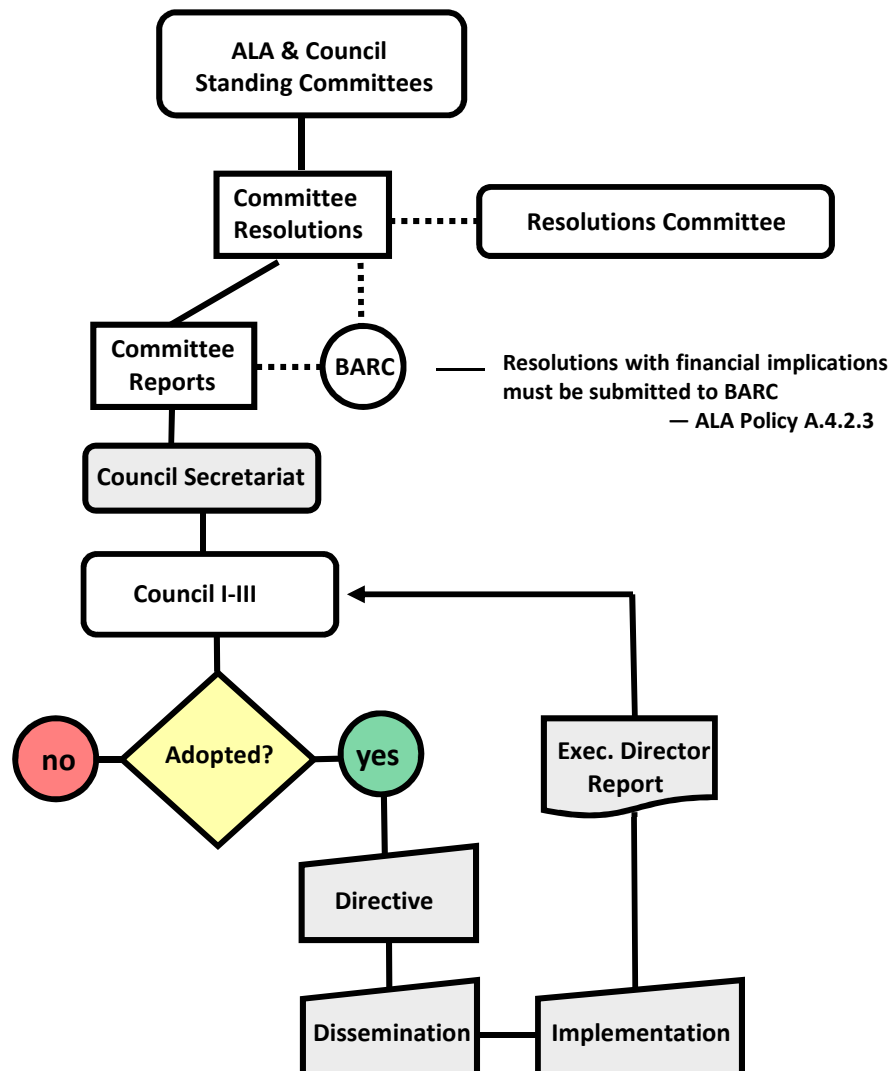 ALA & Council
Standing Committees
Committee
Resolutions
Resolutions Committee
Committee
Reports
BARC
Resolutions with financial implications
must be submitted to BARC
— ALA Policy A.4.2.3
Council Secretariat
Council I-III
Adopted?
no
yes
Exec. Director
Report
Directive
Dissemination
Implementation